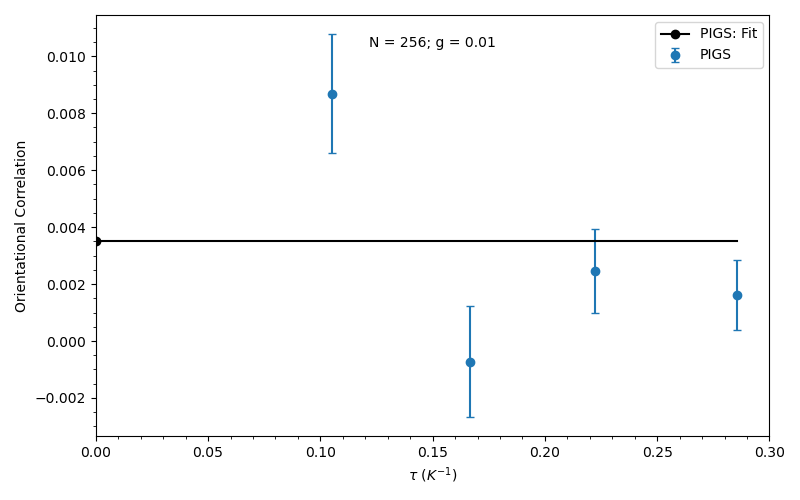 N = 256; g = 0.01
PIGS: Fit
PIGS
Orientational Correlation
0.010
0.008
0.006
0.004
0.002
0.000
−0.002
0.00 0.05 0.10 0.15 0.20 0.25 0.30
τ (K⁻¹)